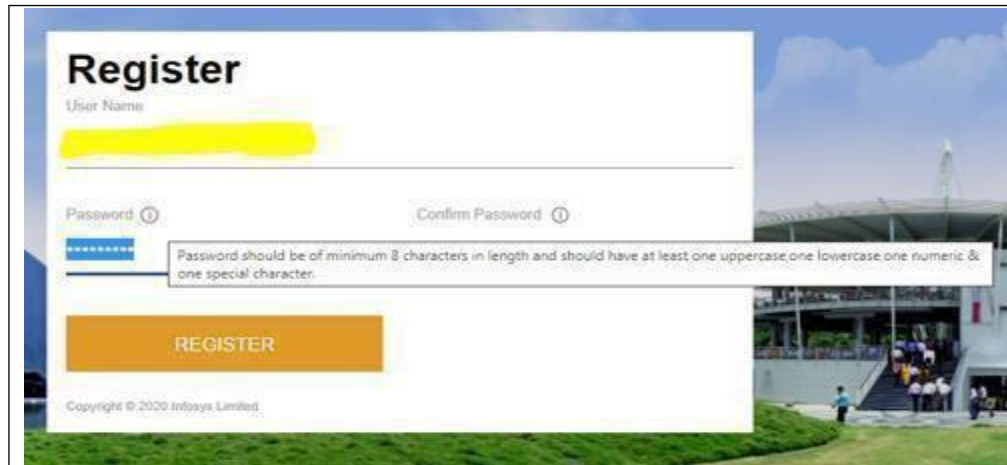 Register
User Name
Password
Confirm Password
Password should be of minimum 8 characters in length and should have at least one uppercase,one lowercase,one numeric &
one special character.
REGISTER
Copyright © 2020 Infosys Limited